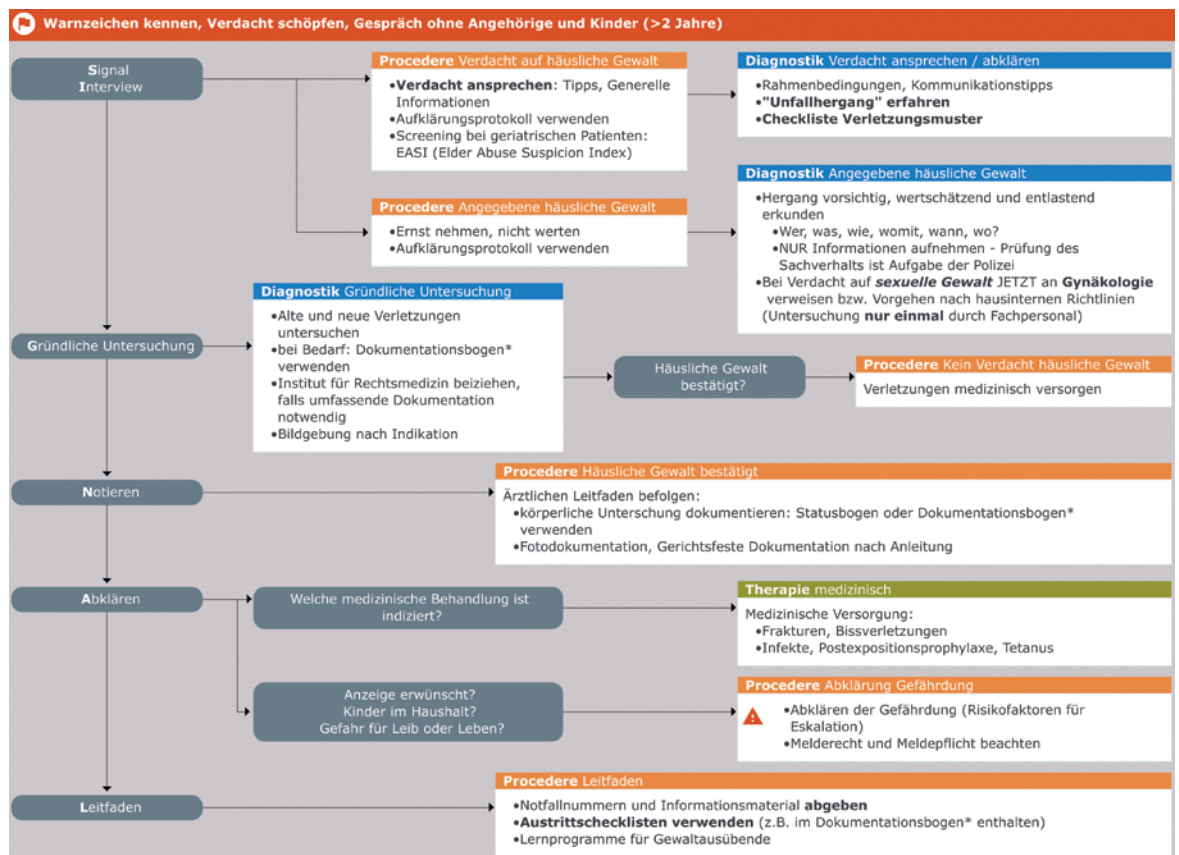 Warnzeichen kennen, Verdacht schöpfen, Gespräch ohne Angehörige und Kinder (>2 Jahre)
Signal
Interview
Procedere Verdacht auf häusliche Gewalt
•Verdacht ansprechen: Tipps, Generelle
Informationen
•Aufklärungsprotokoll verwenden
•Screening bei geriatrischen Patienten:
EASI (Elder Abuse Suspicion Index)
Diagnostik Verdacht ansprechen / abklären
•Rahmenbedingungen, Kommunikationstipps
•"Unfallhergang" erfahren
•Checkliste Verletzungsmuster
Procedere Angegebene häusliche Gewalt
•Ernst nehmen, nicht werten
•Aufklärungsprotokoll verwenden
Diagnostik Angegebene häusliche Gewalt
•Hergang vorsichtig, wertschätzend und entlastend
erkunden
•Wer, was, wie, womit, wann, wo?
•NUR Informationen aufnehmen - Prüfung des
Sachverhalts ist Aufgabe der Polizei
•Bei Verdacht auf sexuelle Gewalt JETZT an Gynäkologie
verweisen bzw. Vorgehen nach hausinternen Richtlinien
(Untersuchung nur einmal durch Fachpersonal)
Gründliche Untersuchung
Diagnostik Gründliche Untersuchung
•Alte und neue Verletzungen
untersuchen
•bei Bedarf: Dokumentationsbogen*
verwenden
•Institut für Rechtsmedizin beiziehen,
falls umfassende Dokumentation
notwendig
•Bildgebung nach Indikation
Häusliche Gewalt
bestätigt?
Procedere Kein Verdacht häusliche Gewalt
Verletzungen medizinisch versorgen
Notieren
Procedere Häusliche Gewalt bestätigt
Ärztlichen Leitfaden befolgen:
•körperliche Unterschung dokumentieren: Statusbogen oder Dokumentationsbogen*
verwenden
•Fotodokumentation, Gerichtsfeste Dokumentation nach Anleitung
Abklären
Welche medizinische Behandlung ist
indiziert?
Therapie medizinisch
Medizinische Versorgung:
•Frakturen, Bissverletzungen
•Infekte, Postexpositionsprophylaxe, Tetanus
Anzeige erwünscht?
Kinder im Haushalt?
Gefahr für Leib oder Leben?
Procedere Abklärung Gefährdung
•Abklären der Gefährdung (Risikofaktoren für
Eskalation)
•Melderecht und Meldepflicht beachten
Leitfaden
Procedere Leitfaden
•Notfallnummern und Informationsmaterial abgeben
•Austrittschecklisten verwenden (z.B. im Dokumentationsbogen* enthalten)
•Lernprogramme für Gewaltausübende